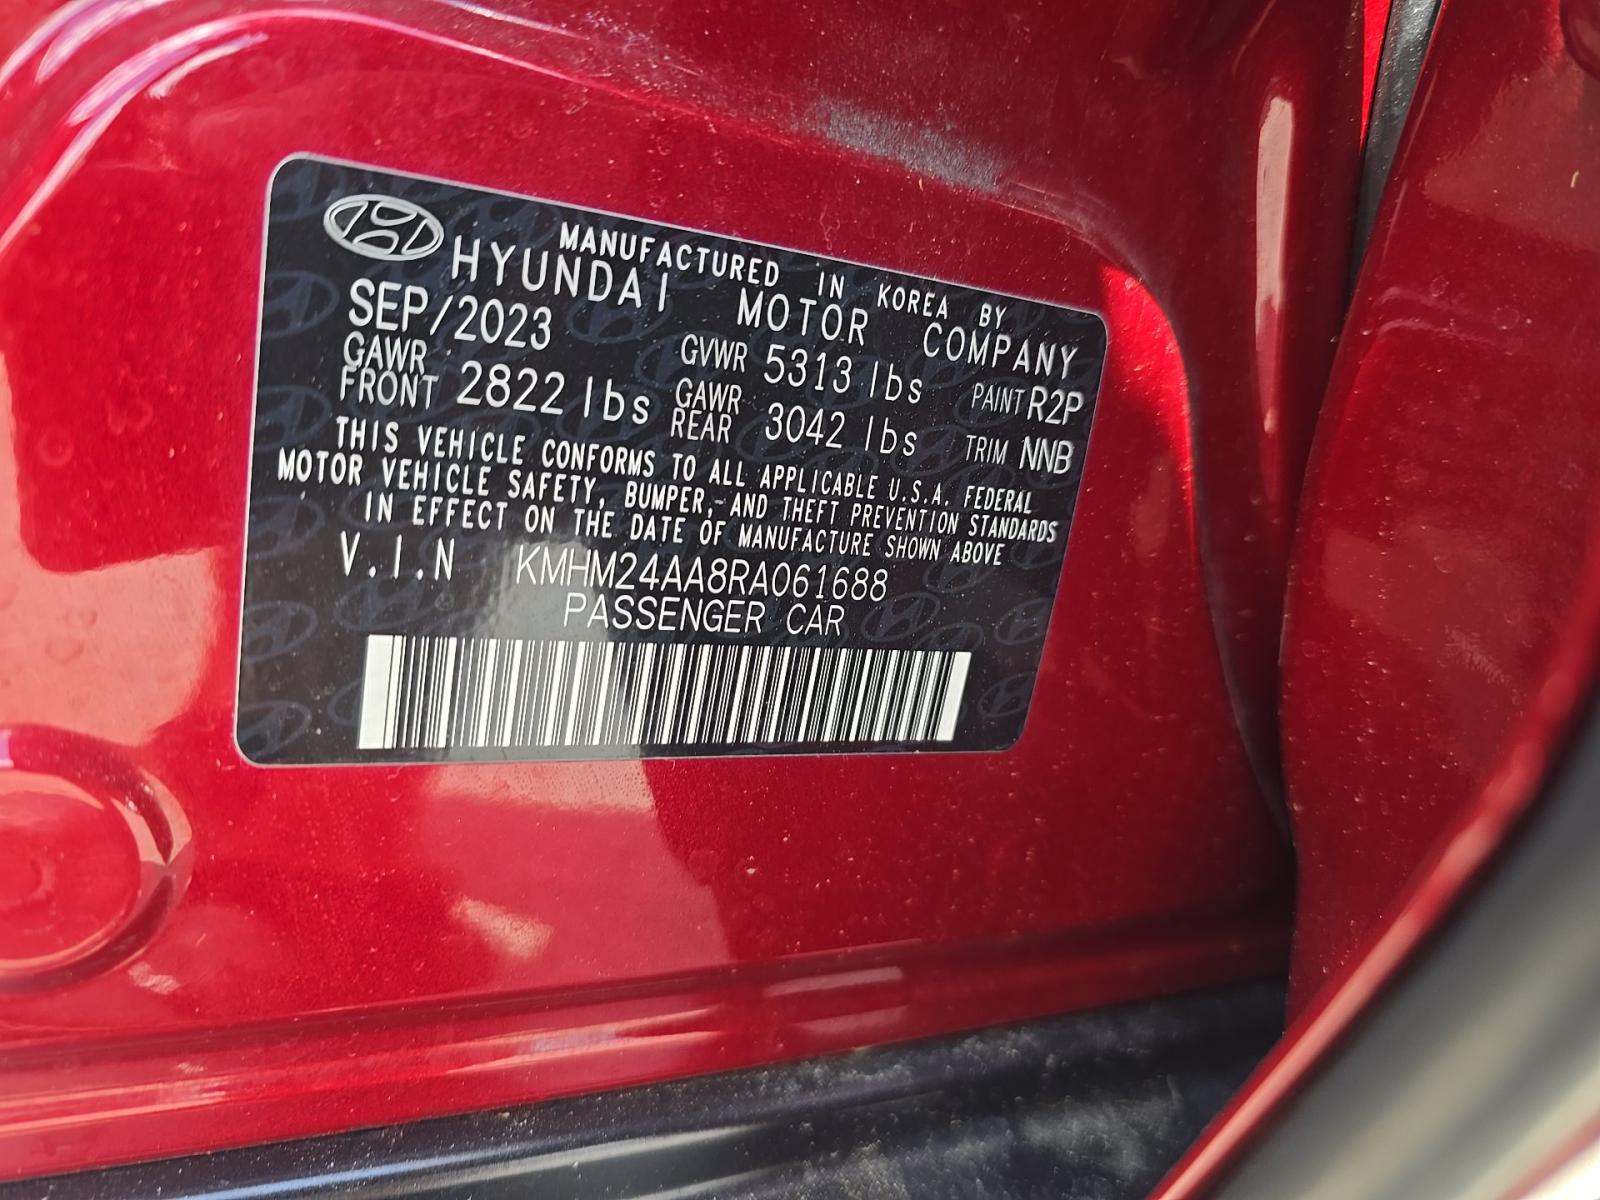 MANUFACTURED IN KOREA BY
HYUNDAI MOTOR COMPANY
SEP/2023 GVWR 5313 lbs PAINT R2P
GAWR FRONT 2822 lbs GAWR REAR 3042 lbs TRIM NNB
THIS VEHICLE CONFORMS TO ALL APPLICABLE U.S.A. FEDERAL
MOTOR VEHICLE SAFETY, BUMPER, AND THEFT PREVENTION STANDARDS
IN EFFECT ON THE DATE OF MANUFACTURE SHOWN ABOVE
V.I.N KMHM24AA8RA061688
PASSENGER CAR